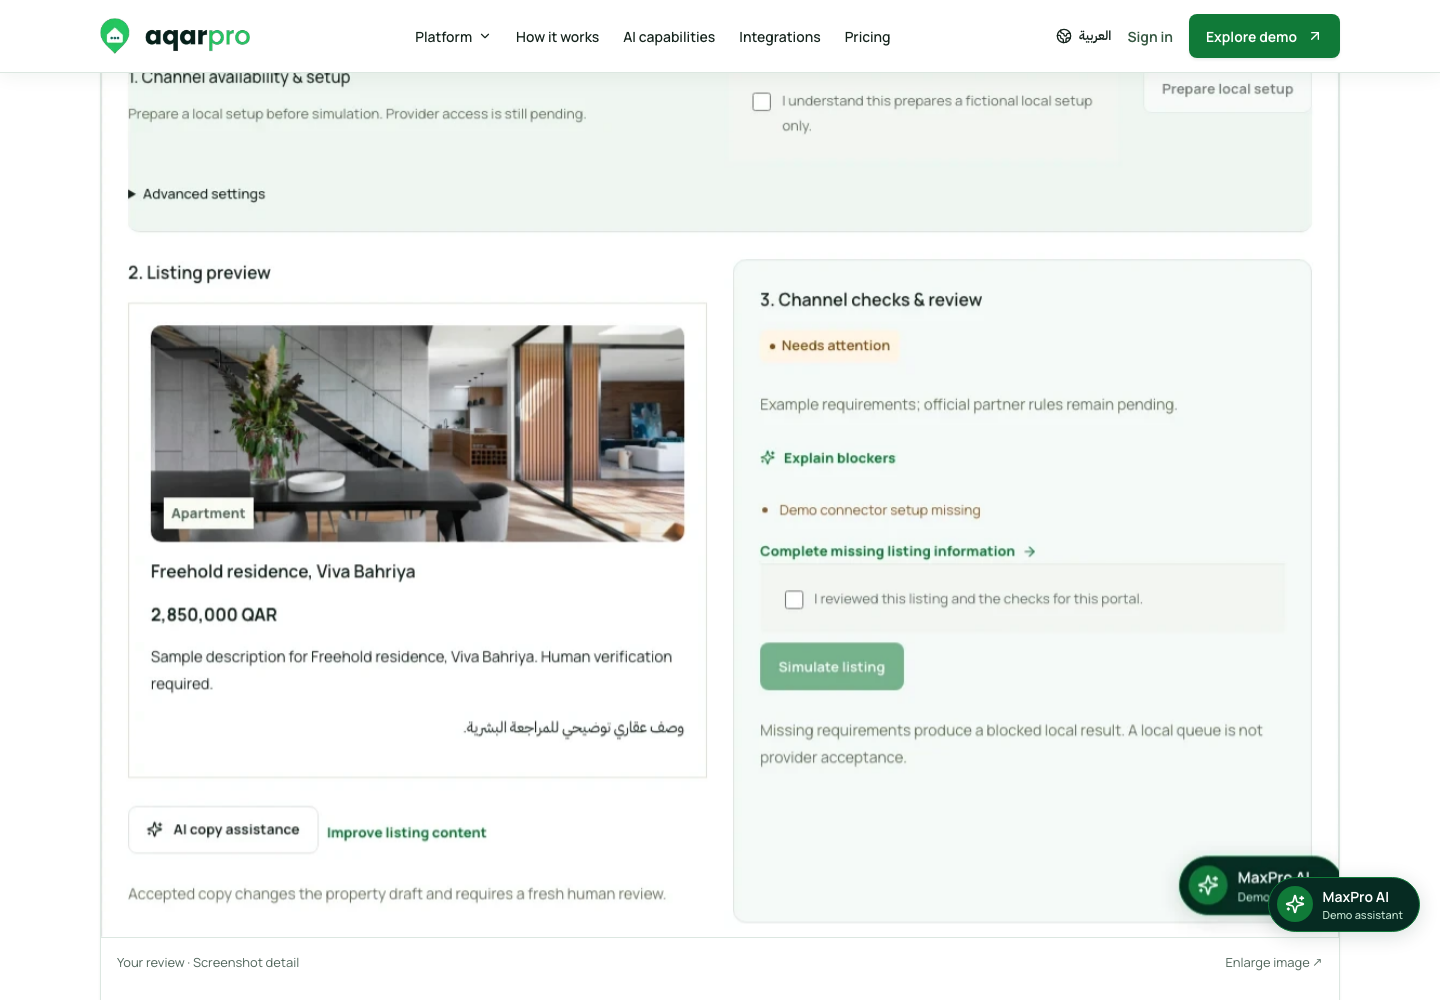 aqarpro
Platform
How it works
AI capabilities
Integrations
Pricing
العربية
Sign in
Explore demo
1. Channel availability & setup
Prepare a local setup before simulation. Provider access is still pending.
I understand this prepares a fictional local setup
only.
Prepare local setup
Advanced settings
2. Listing preview
Apartment
Freehold residence, Viva Bahriya
2,850,000 QAR
Sample description for Freehold residence, Viva Bahriya. Human verification
required.
وصف عقاري توضيحي للمراجعة البشرية.
AI copy assistance
Improve listing content
Accepted copy changes the property draft and requires a fresh human review.
3. Channel checks & review
Needs attention
Example requirements; official partner rules remain pending.
Explain blockers
Demo connector setup missing
Complete missing listing information →
I reviewed this listing and the checks for this portal.
Simulate listing
Missing requirements produce a blocked local result. A local queue is not
provider acceptance.
MaxPro AI
Demo
MaxPro AI
Demo assistant
Your review · Screenshot detail
Enlarge image ↗